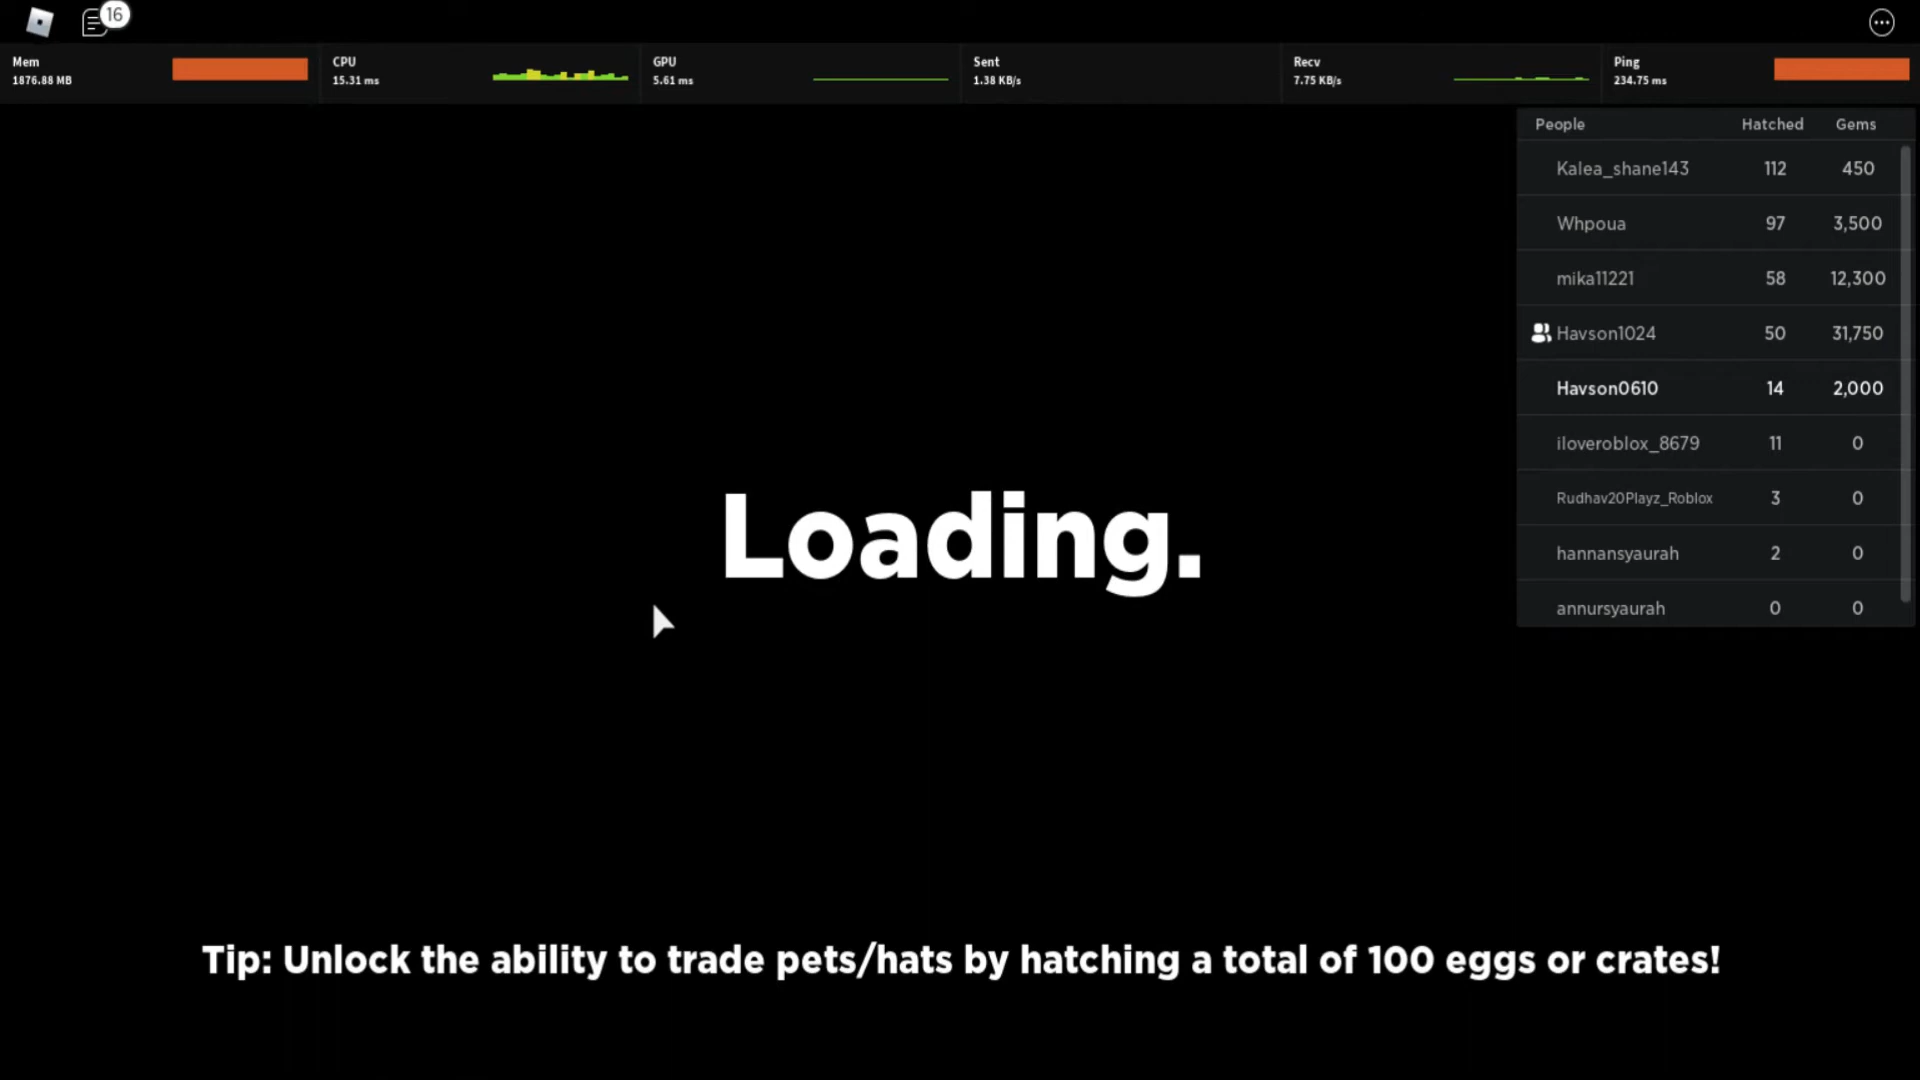 16
Mem
1876.88 MB
CPU
15.31 ms
GPU
5.61 ms
Sent
1.38 KB/s
Recv
7.75 KB/s
Ping
234.75 ms
People Hatched Gems
Kalea_shane143 112 450
Whpoua 97 3,500
mika11221 58 12,300
Havson1024 50 31,750
Havson0610 14 2,000
iloveroblox_8679 11 0
Rudhav20Playz_Roblox 3 0
hannansyaurah 2 0
annursyaurah 0 0
Loading.
Tip: Unlock the ability to trade pets/hats by hatching a total of 100 eggs or crates!